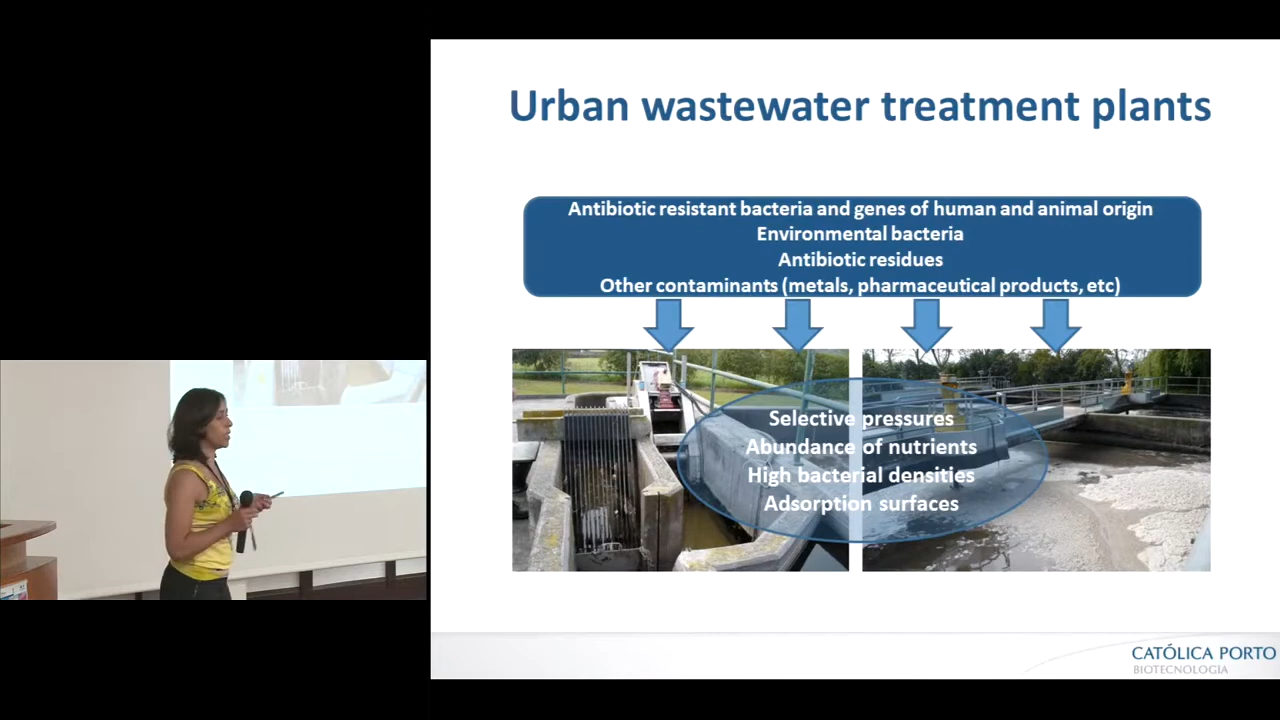 Urban wastewater treatment plants
Antibiotic resistant bacteria and genes of human and animal origin
Environmental bacteria
Antibiotic residues
Other contaminants (metals, pharmaceutical products, etc)
Selective pressures
Abundance of nutrients
High bacterial densities
Adsorption surfaces
CATÓLICA PORTO
BIOTECNOLOGIA